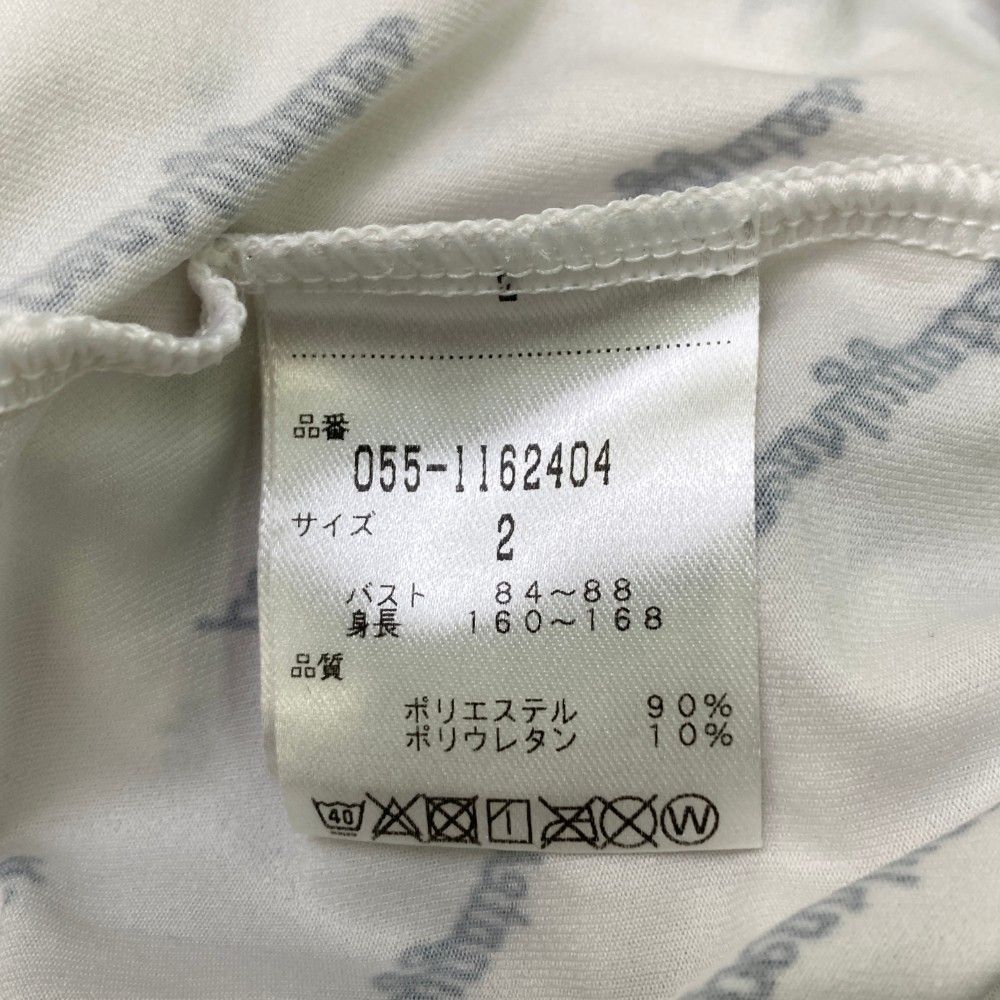 品番
055-1162404
サイズ 2
バスト 84〜88
身長 160〜168
品質
ポリエステル 90%
ポリウレタン 10%
40
W